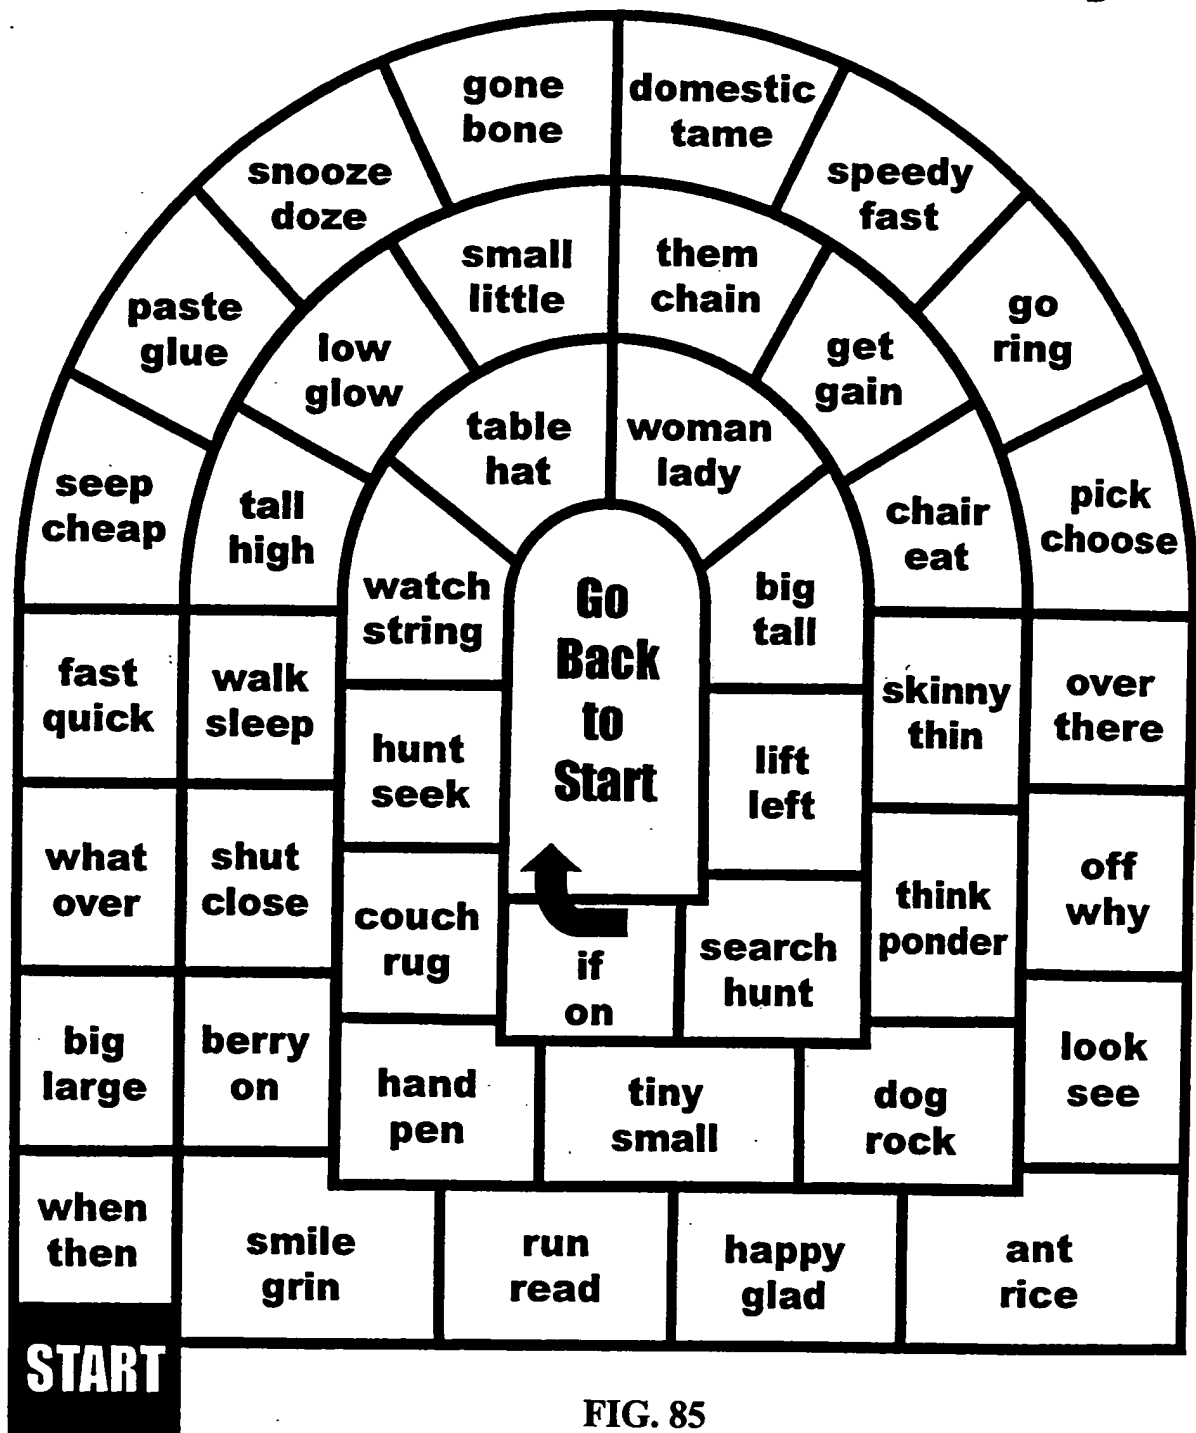 START
when
then
big
large
what
over
fast
quick
seep
cheap
paste
glue
snooze
doze
gone
bone
domestic
tame
speedy
fast
go
ring
pick
choose
over
there
off
why
look
see
ant
rice
happy
glad
run
read
smile
grin
berry
on
shut
close
walk
sleep
tall
high
low
glow
small
little
them
chain
get
gain
chair
eat
skinny
thin
think
ponder
dog
rock
tiny
small
hand
pen
couch
rug
hunt
seek
watch
string
table
hat
woman
lady
big
tall
lift
left
search
hunt
if
on
Go
Back
to
Start
FIG. 85